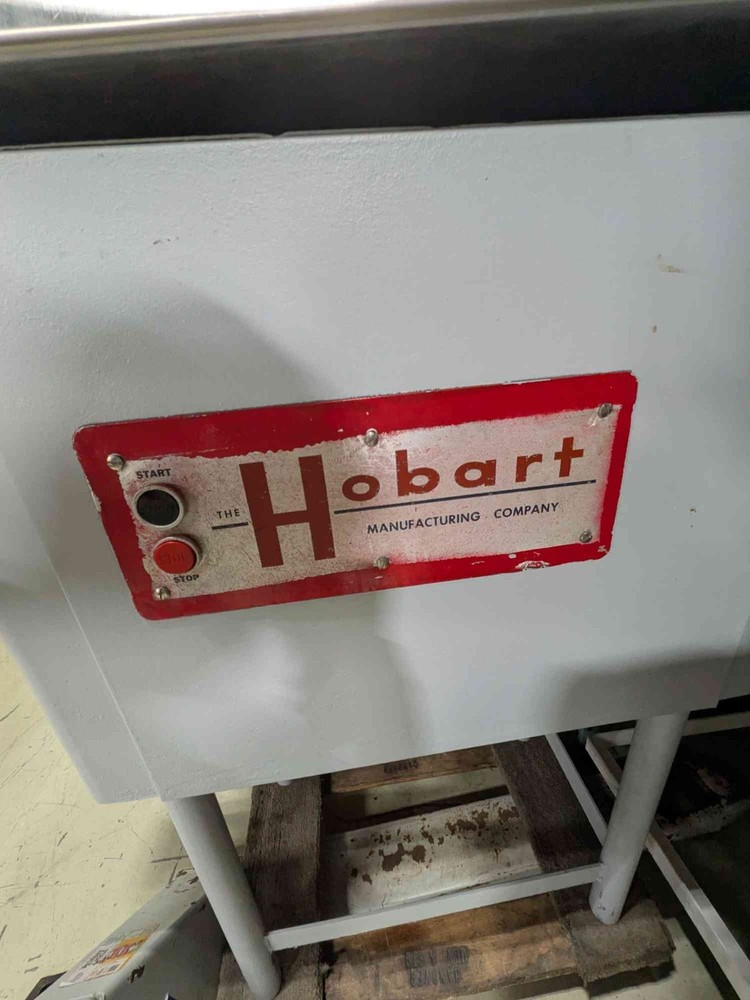 START
THE Hobart
MANUFACTURING COMPANY
STOP